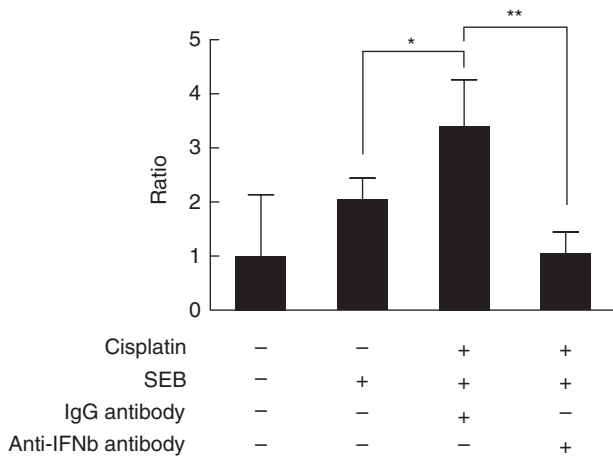 **
*
5
4
3
2
1
0
Ratio
Cisplatin – – + +
SEB – + + +
IgG antibody – – + –
Anti-IFNb antibody – – – +